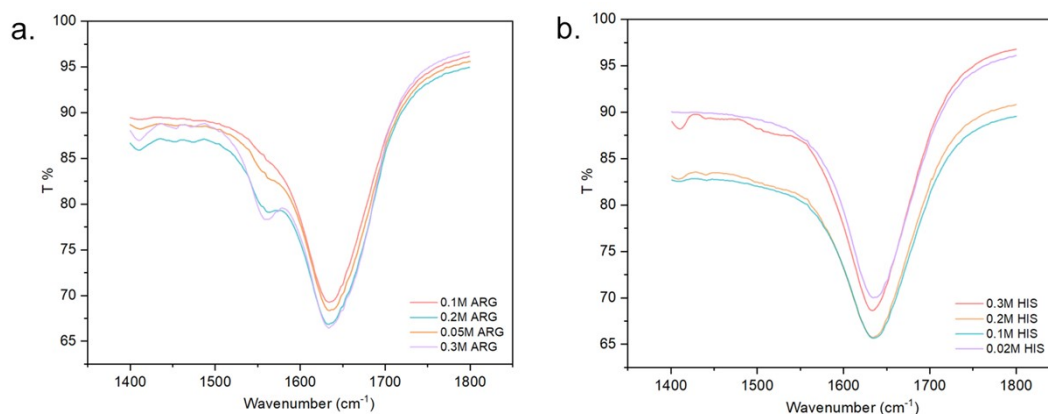 a.
100
95
90
85
80
75
70
65
T %
1400
1500
1600
1700
1800
Wavenumber (cm⁻¹)
0.1M ARG
0.2M ARG
0.05M ARG
0.3M ARG
b.
100
95
90
85
80
75
70
65
T %
1400
1500
1600
1700
1800
Wavenumber (cm⁻¹)
0.3M HIS
0.2M HIS
0.1M HIS
0.02M HIS